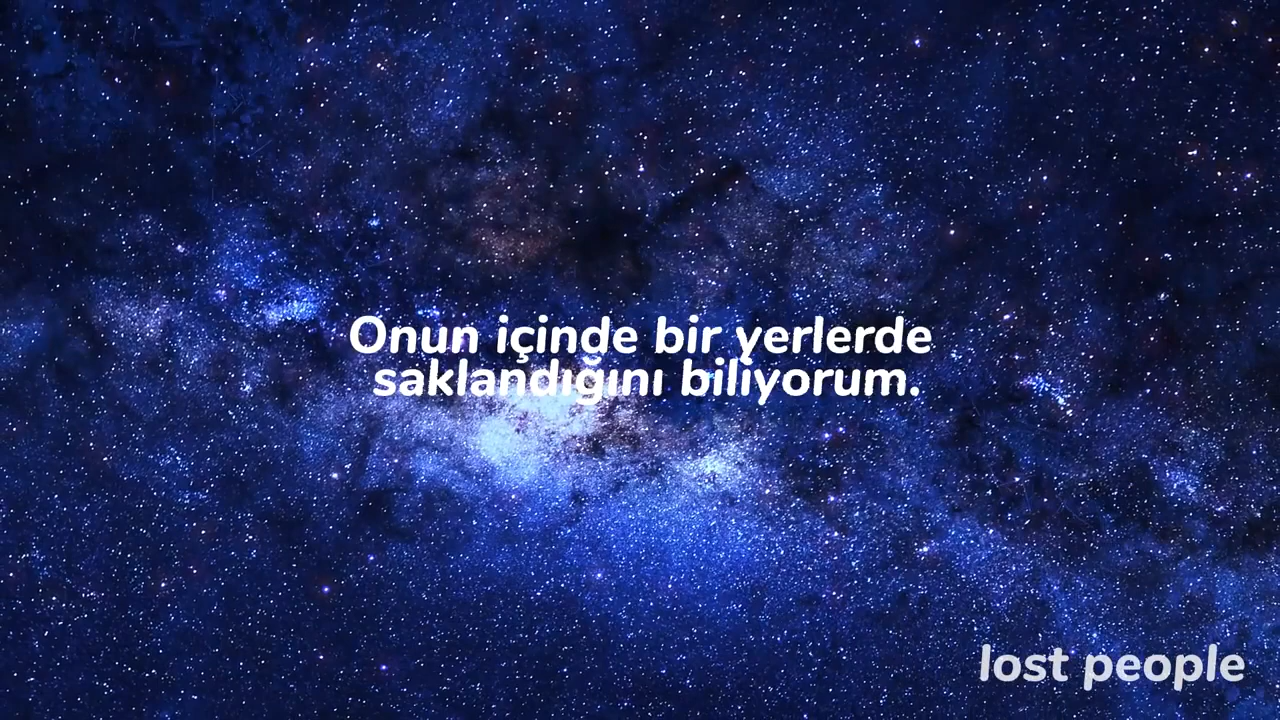 Onun içinde bir yerlerde
saklandığını biliyorum.
lost people